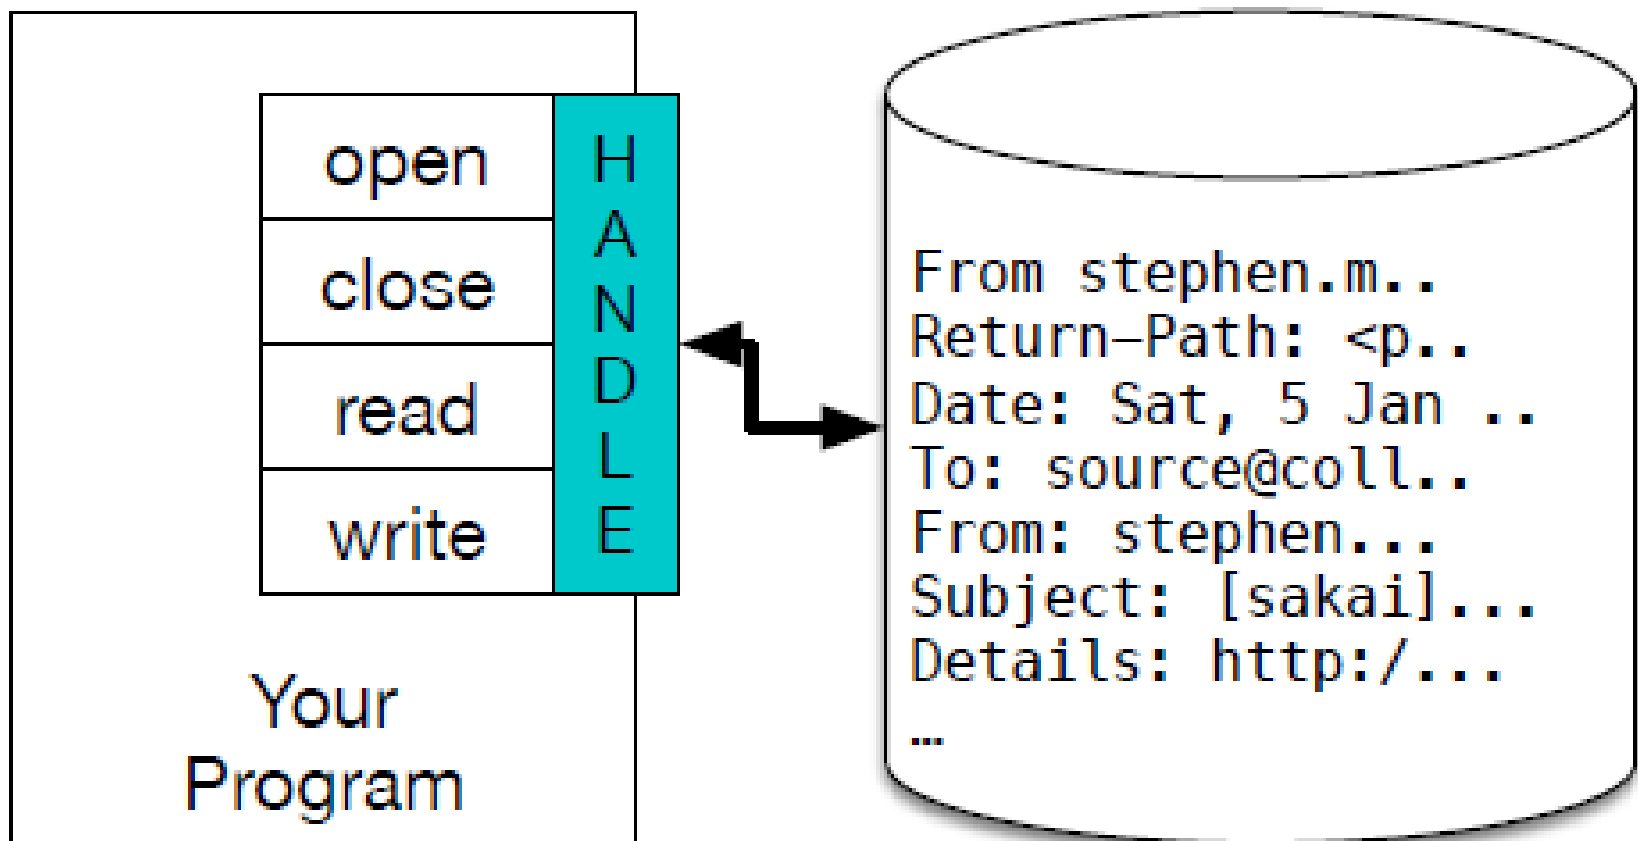 open
close
read
write
HANDLE
Your
Program
From stephen.m..
Return-Path: <p..
Date: Sat, 5 Jan ..
To: source@coll..
From: stephen...
Subject: [sakai]...
Details: http:/...
…